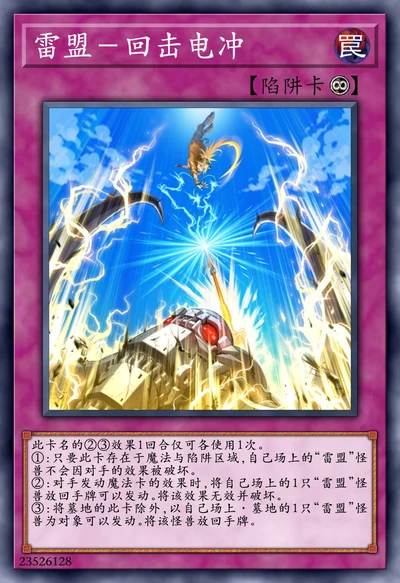 雷盟－回击电冲
罠
【陷阱卡】
此卡名的②③效果1回合仅可各使用1次。
①:只要此卡存在于魔法与陷阱区域,自己场上的“雷盟”怪
兽不会因对手的效果被破坏。
②:对手发动魔法卡的效果时,将自己场上的1只“雷盟”怪
兽放回手牌可以发动。将该效果无效并破坏。
③:将墓地的此卡除外,以自己场上·墓地的1只“雷盟”怪
兽为对象可以发动。将该怪兽放回手牌。
23526128